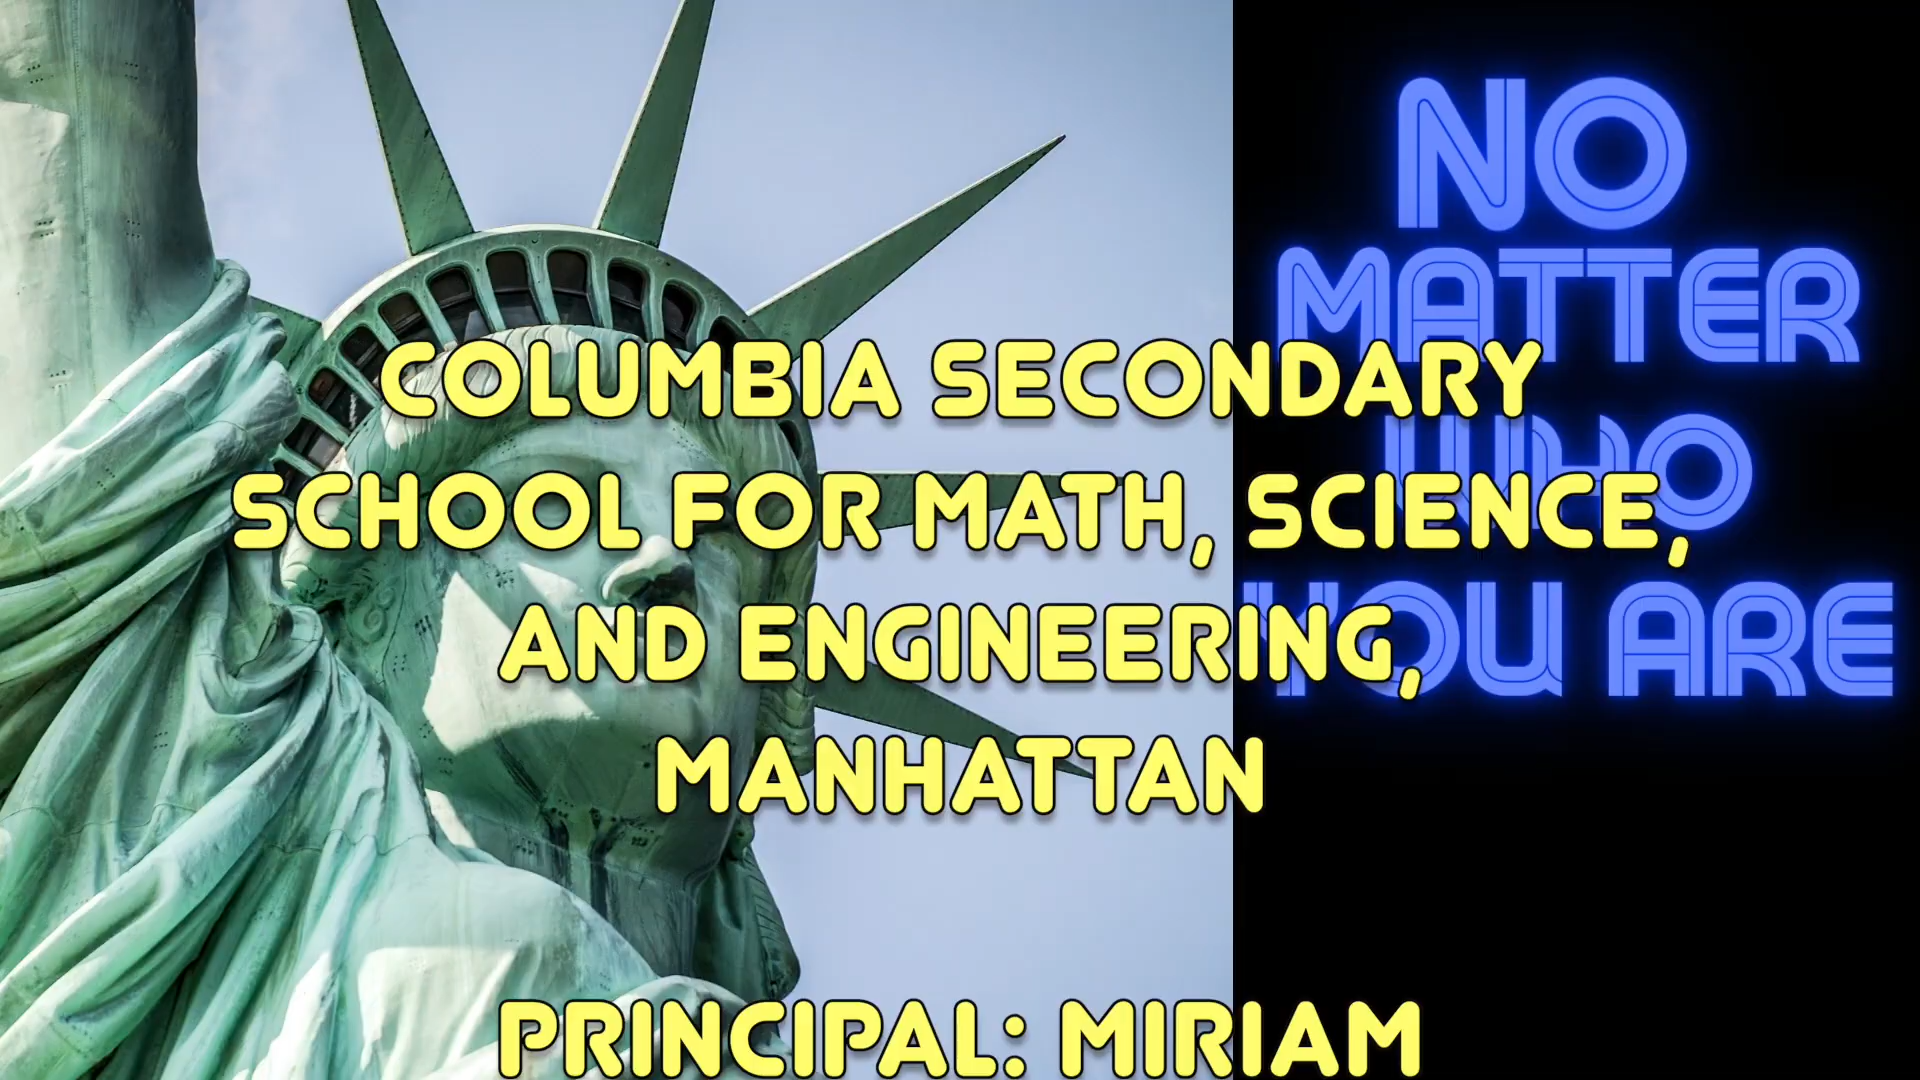 NO
MATTER
WHO
YOU ARE
COLUMBIA SECONDARY
SCHOOL FOR MATH, SCIENCE,
AND ENGINEERING,
MANHATTAN
PRINCIPAL: MIRIAM